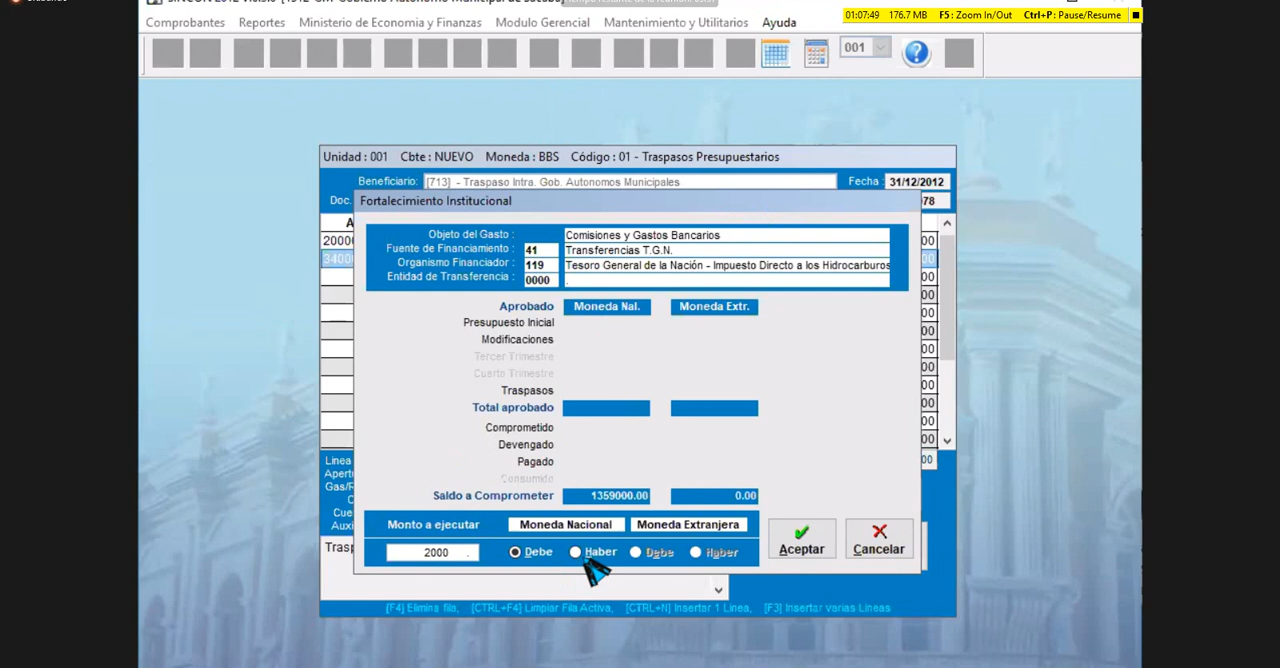 Comprobantes Reportes Ministerio de Economia y Finanzas Modulo Gerencial Mantenimiento y Utilitarios Ayuda
01:07:49 176.7 MB F5: Zoom In/Out Ctrl+P: Pause/Resume
001
Unidad : 001 Cbte : NUEVO Moneda : BBS Código : 01 - Traspasos Presupuestarios
Beneficiario: [713] - Traspaso Intra. Gob. Autonomos Municipales Fecha 31/12/2012
Doc. 078
Fortalecimiento Institucional
Objeto del Gasto : Comisiones y Gastos Bancarios
Fuente de Financiamiento : 41 Transferencias T.G.N.
Organismo Financiador : 119 Tesoro General de la Nación - Impuesto Directo a los Hidrocarburos
Entidad de Transferencia : 0000 .
Aprobado Moneda Nal. Moneda Extr.
Presupuesto Inicial
Modificaciones
Tercer Trimestre
Cuarto Trimestre
Traspasos
Total aprobado
Comprometido
Devengado
Pagado
Consumido
Saldo a Comprometer 1359000.00 0.00
Monto a ejecutar Moneda Nacional Moneda Extranjera
2000 . Debe Haber Debe Haber
Aceptar Cancelar
[F4] Elimina fila, [CTRL+F4] Limpiar Fila Activa, [CTRL+N] Insertar 1 Linea, [F3] Insertar varias Lineas